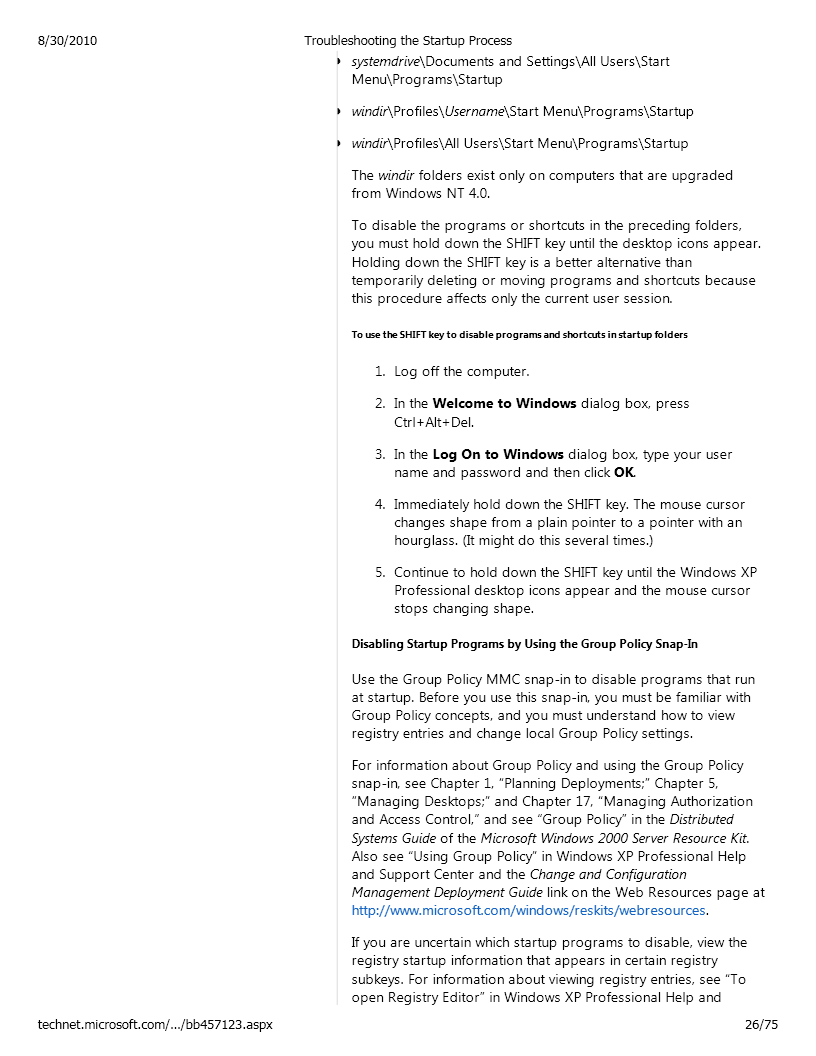 8/30/2010 Troubleshooting the Startup Process
systemdrive\Documents and Settings\All Users\Start
Menu\Programs\Startup
windir\Profiles\Username\Start Menu\Programs\Startup
windir\Profiles\All Users\Start Menu\Programs\Startup
The windir folders exist only on computers that are upgraded
from Windows NT 4.0.
To disable the programs or shortcuts in the preceding folders,
you must hold down the SHIFT key until the desktop icons appear.
Holding down the SHIFT key is a better alternative than
temporarily deleting or moving programs and shortcuts because
this procedure affects only the current user session.
To use the SHIFT key to disable programs and shortcuts in startup folders
1. Log off the computer.
2. In the Welcome to Windows dialog box, press
Ctrl+Alt+Del.
3. In the Log On to Windows dialog box, type your user
name and password and then click OK.
4. Immediately hold down the SHIFT key. The mouse cursor
changes shape from a plain pointer to a pointer with an
hourglass. (It might do this several times.)
5. Continue to hold down the SHIFT key until the Windows XP
Professional desktop icons appear and the mouse cursor
stops changing shape.
Disabling Startup Programs by Using the Group Policy Snap-In
Use the Group Policy MMC snap-in to disable programs that run
at startup. Before you use this snap-in, you must be familiar with
Group Policy concepts, and you must understand how to view
registry entries and change local Group Policy settings.
For information about Group Policy and using the Group Policy
snap-in, see Chapter 1, “Planning Deployments;” Chapter 5,
“Managing Desktops;” and Chapter 17, “Managing Authorization
and Access Control,” and see “Group Policy” in the Distributed
Systems Guide of the Microsoft Windows 2000 Server Resource Kit.
Also see “Using Group Policy” in Windows XP Professional Help
and Support Center and the Change and Configuration
Management Deployment Guide link on the Web Resources page at
http://www.microsoft.com/windows/reskits/webresources.
If you are uncertain which startup programs to disable, view the
registry startup information that appears in certain registry
subkeys. For information about viewing registry entries, see “To
open Registry Editor” in Windows XP Professional Help and
technet.microsoft.com/.../bb457123.aspx 26/75